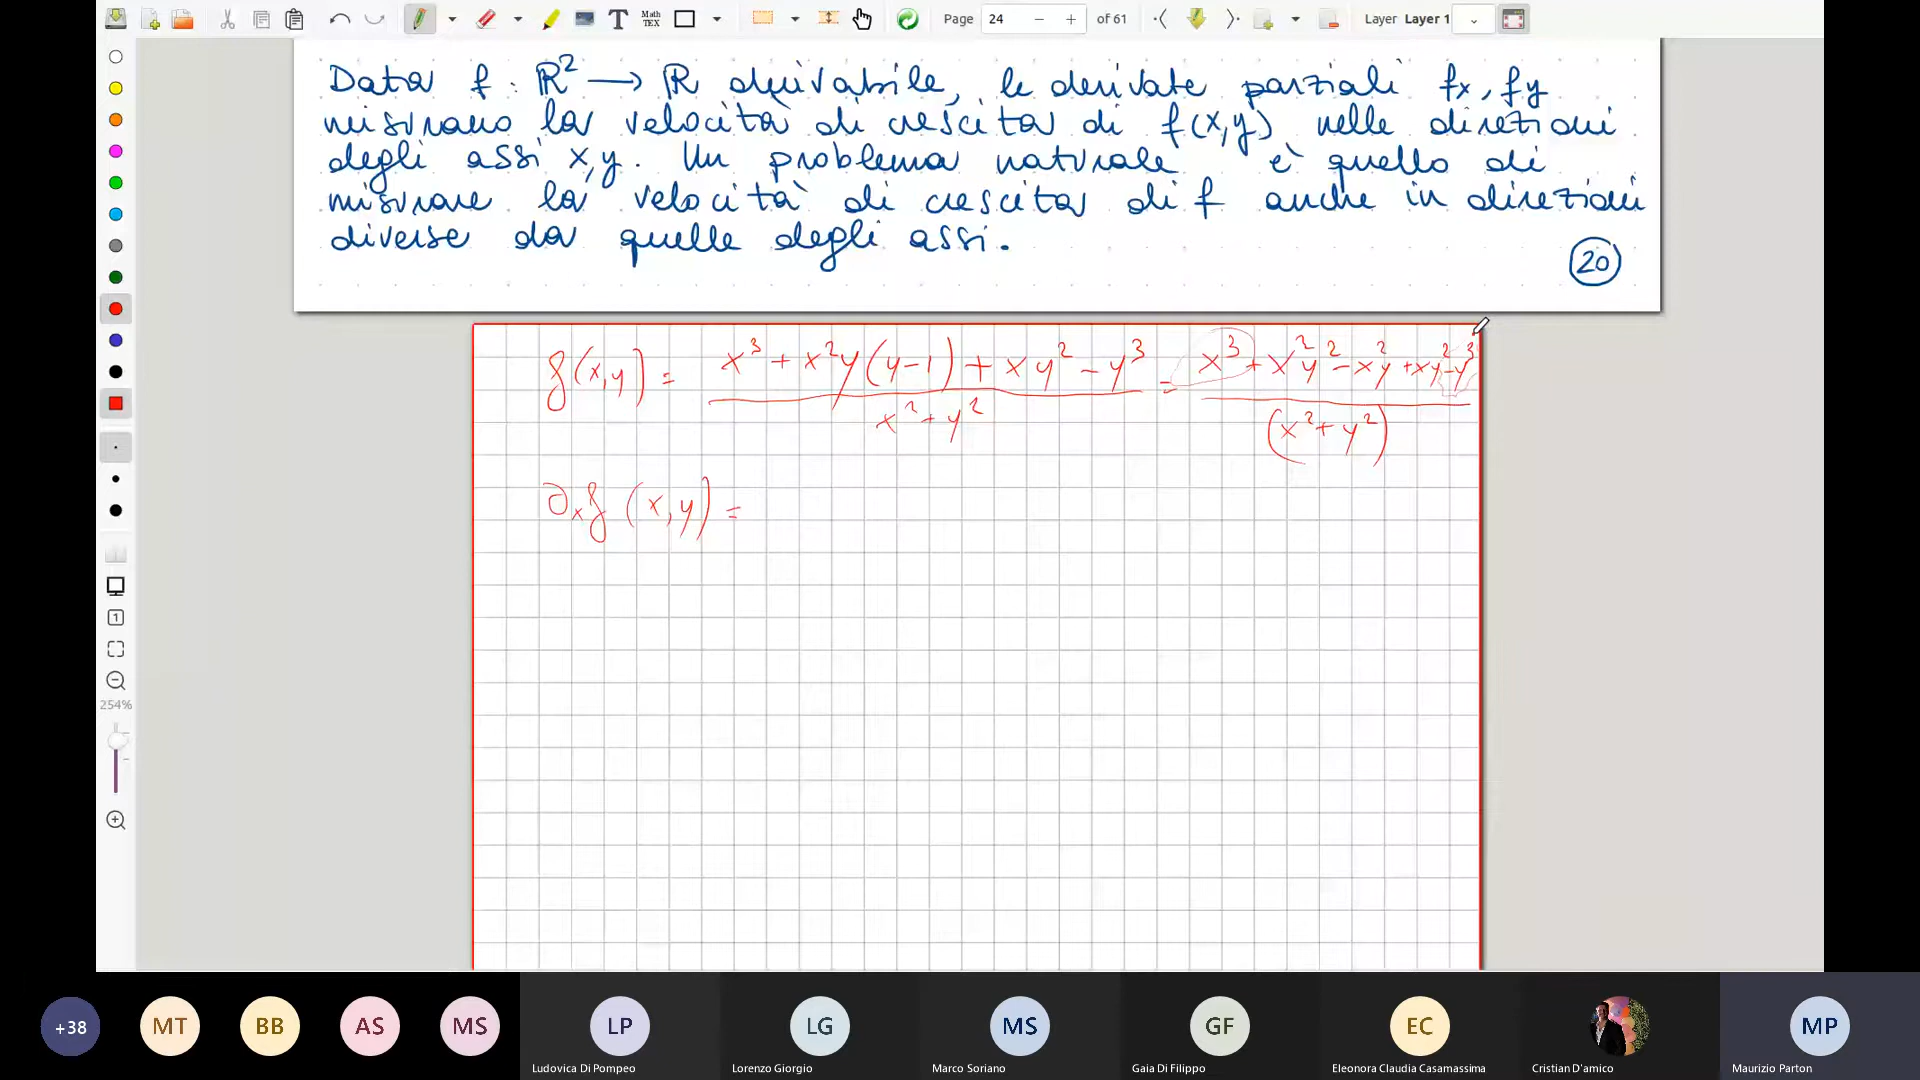 Page 24 of 61 Layer Layer 1
Math TEX
Data f : ℝ² ⟶ ℝ derivabile, le derivate parziali fx, fy
misurano la velocità di crescita di f(x,y) nelle direzioni
degli assi x,y. Un problema naturale è quello di
misurare la velocità di crescita di f anche in direzioni
diverse da quelle degli assi.
20
f(x,y) = (x³ + x²y(y-1) + xy² - y³)/(x² + y²) = (x³ + x²y² - x²y + xy² - y³)/(x² + y²)
∂ₓf (x,y) =
1
254%
+38 MT BB AS MS LP LG MS GF EC MP
Ludovica Di Pompeo Lorenzo Giorgio Marco Soriano Gaia Di Filippo Eleonora Claudia Casamassima Cristian D'amico Maurizio Parton